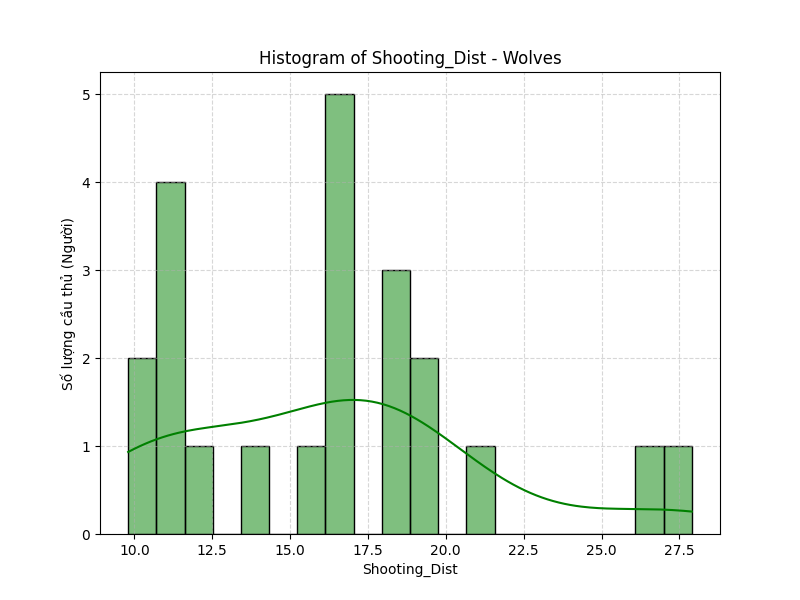 Histogram of Shooting_Dist - Wolves
Số lượng cầu thủ (Người)
5
4
3
2
1
0
10.0 12.5 15.0 17.5 20.0 22.5 25.0 27.5
Shooting_Dist